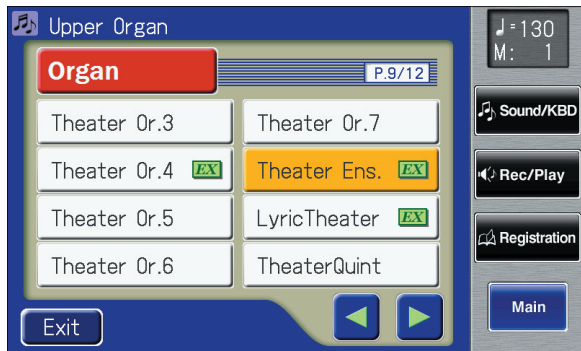 Upper Organ
Organ
P.9/12
Theater Or.3
Theater Or.7
Theater Or.4 EX
Theater Ens. EX
Theater Or.5
LyricTheater EX
Theater Or.6
TheaterQuint
Exit
♩=130
M: 1
Sound/KBD
Rec/Play
Registration
Main